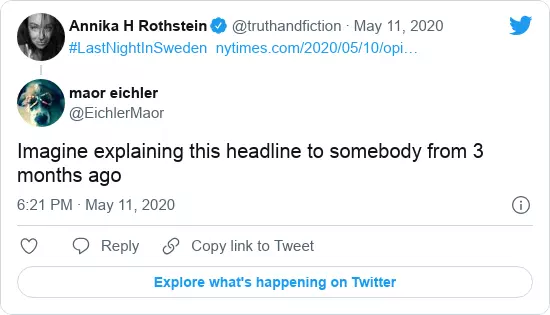 Annika H Rothstein @truthandfiction · May 11, 2020
#LastNightInSweden nytimes.com/2020/05/10/opi…
maor eichler
@EichlerMaor
Imagine explaining this headline to somebody from 3
months ago
6:21 PM · May 11, 2020
Reply Copy link to Tweet
Explore what's happening on Twitter